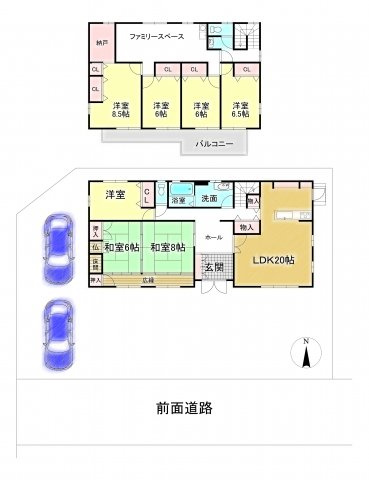 納戸
ファミリースペース
CL
CL
CL
CL
CL
洋室
8.5帖
洋室
6帖
洋室
6帖
洋室
6.5帖
バルコニー
洋室
CL
浴室
洗面
物入
押入
仏
床間
和室6帖
和室8帖
ホール
物入
玄関
LDK20帖
押入
広縁
N
前面道路